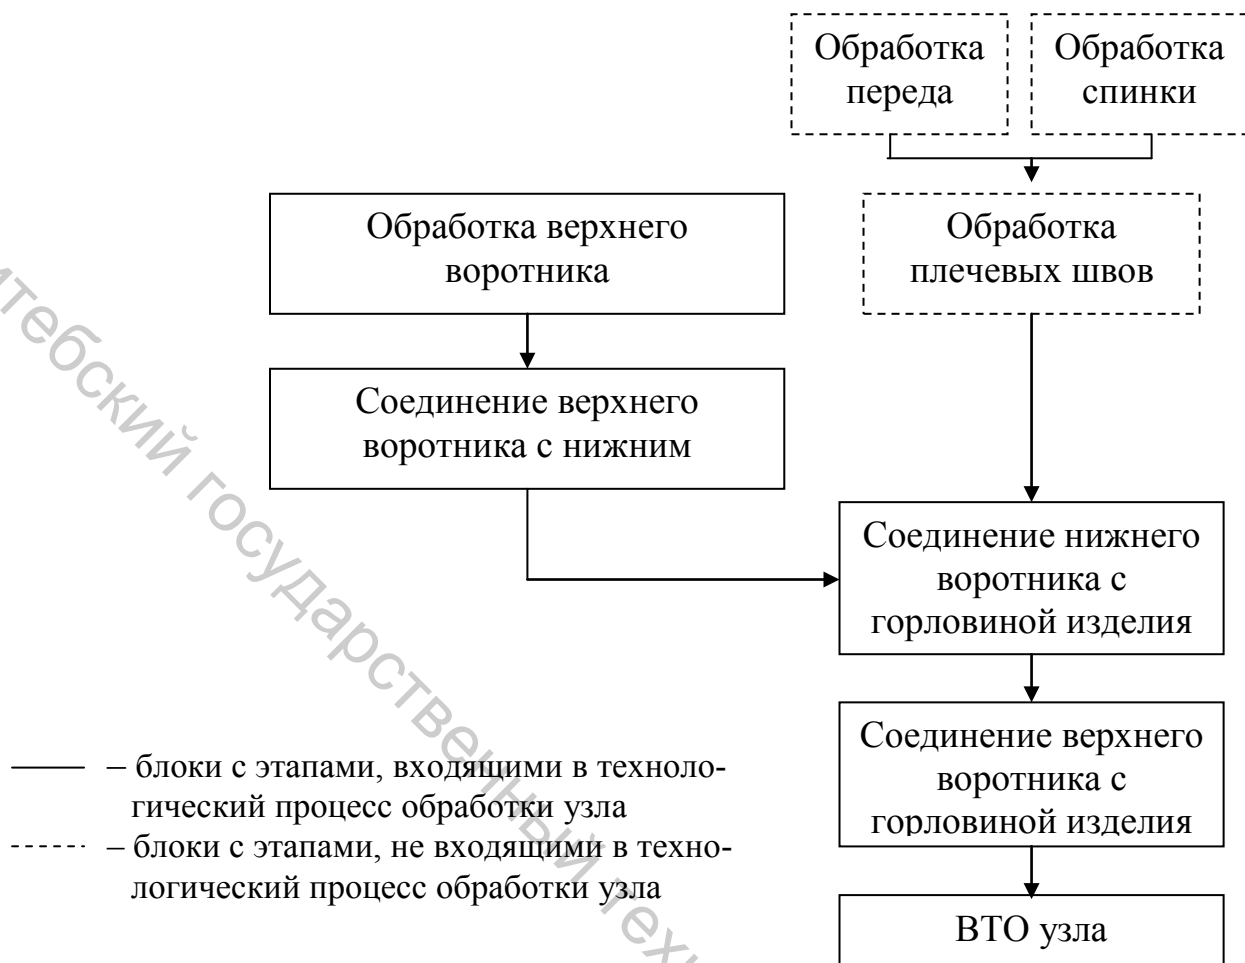 Обработка
переда
Обработка
спинки
Обработка верхнего
воротника
Обработка
плечевых швов
Соединение верхнего
воротника с нижним
Соединение нижнего
воротника с
горловиной изделия
Соединение верхнего
воротника с
горловиной изделия
– блоки с этапами, входящими в техноло-
гический процесс обработки узла
– блоки с этапами, не входящими в техно-
логический процесс обработки узла
ВТО узла
государственный